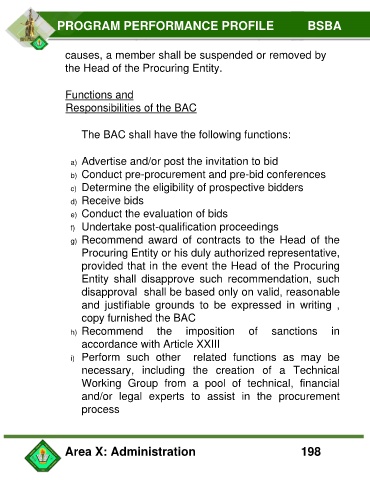 PROGRAM PERFORMANCE PROFILE BSBA
causes, a member shall be suspended or removed by
the Head of the Procuring Entity.
Functions and
Responsibilities of the BAC
The BAC shall have the following functions:
a) Advertise and/or post the invitation to bid
b) Conduct pre-procurement and pre-bid conferences
c) Determine the eligibility of prospective bidders
d) Receive bids
e) Conduct the evaluation of bids
f) Undertake post-qualification proceedings
g) Recommend award of contracts to the Head of the
Procuring Entity or his duly authorized representative,
provided that in the event the Head of the Procuring
Entity shall disapprove such recommendation, such
disapproval shall be based only on valid, reasonable
and justifiable grounds to be expressed in writing ,
copy furnished the BAC
h) Recommend the imposition of sanctions in
accordance with Article XXIII
i) Perform such other related functions as may be
necessary, including the creation of a Technical
Working Group from a pool of technical, financial
and/or legal experts to assist in the procurement
process
Area X: Administration 198